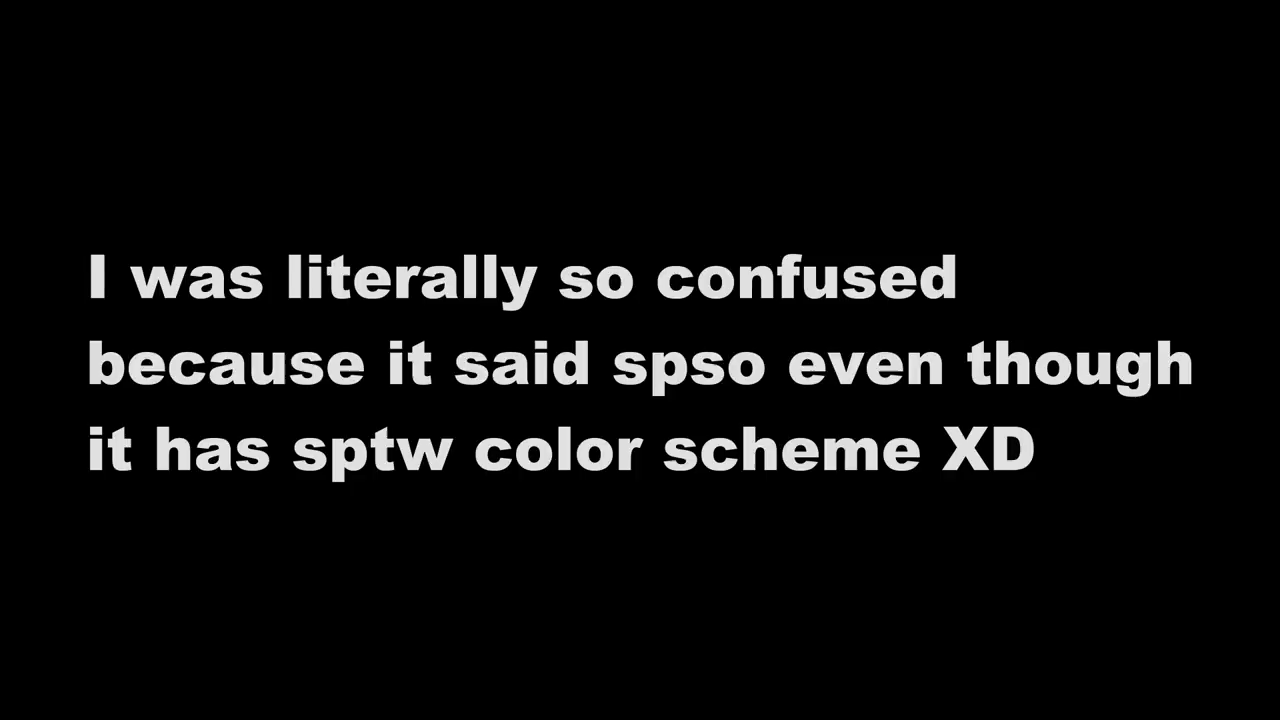 I was literally so confused
because it said spso even though
it has sptw color scheme XD